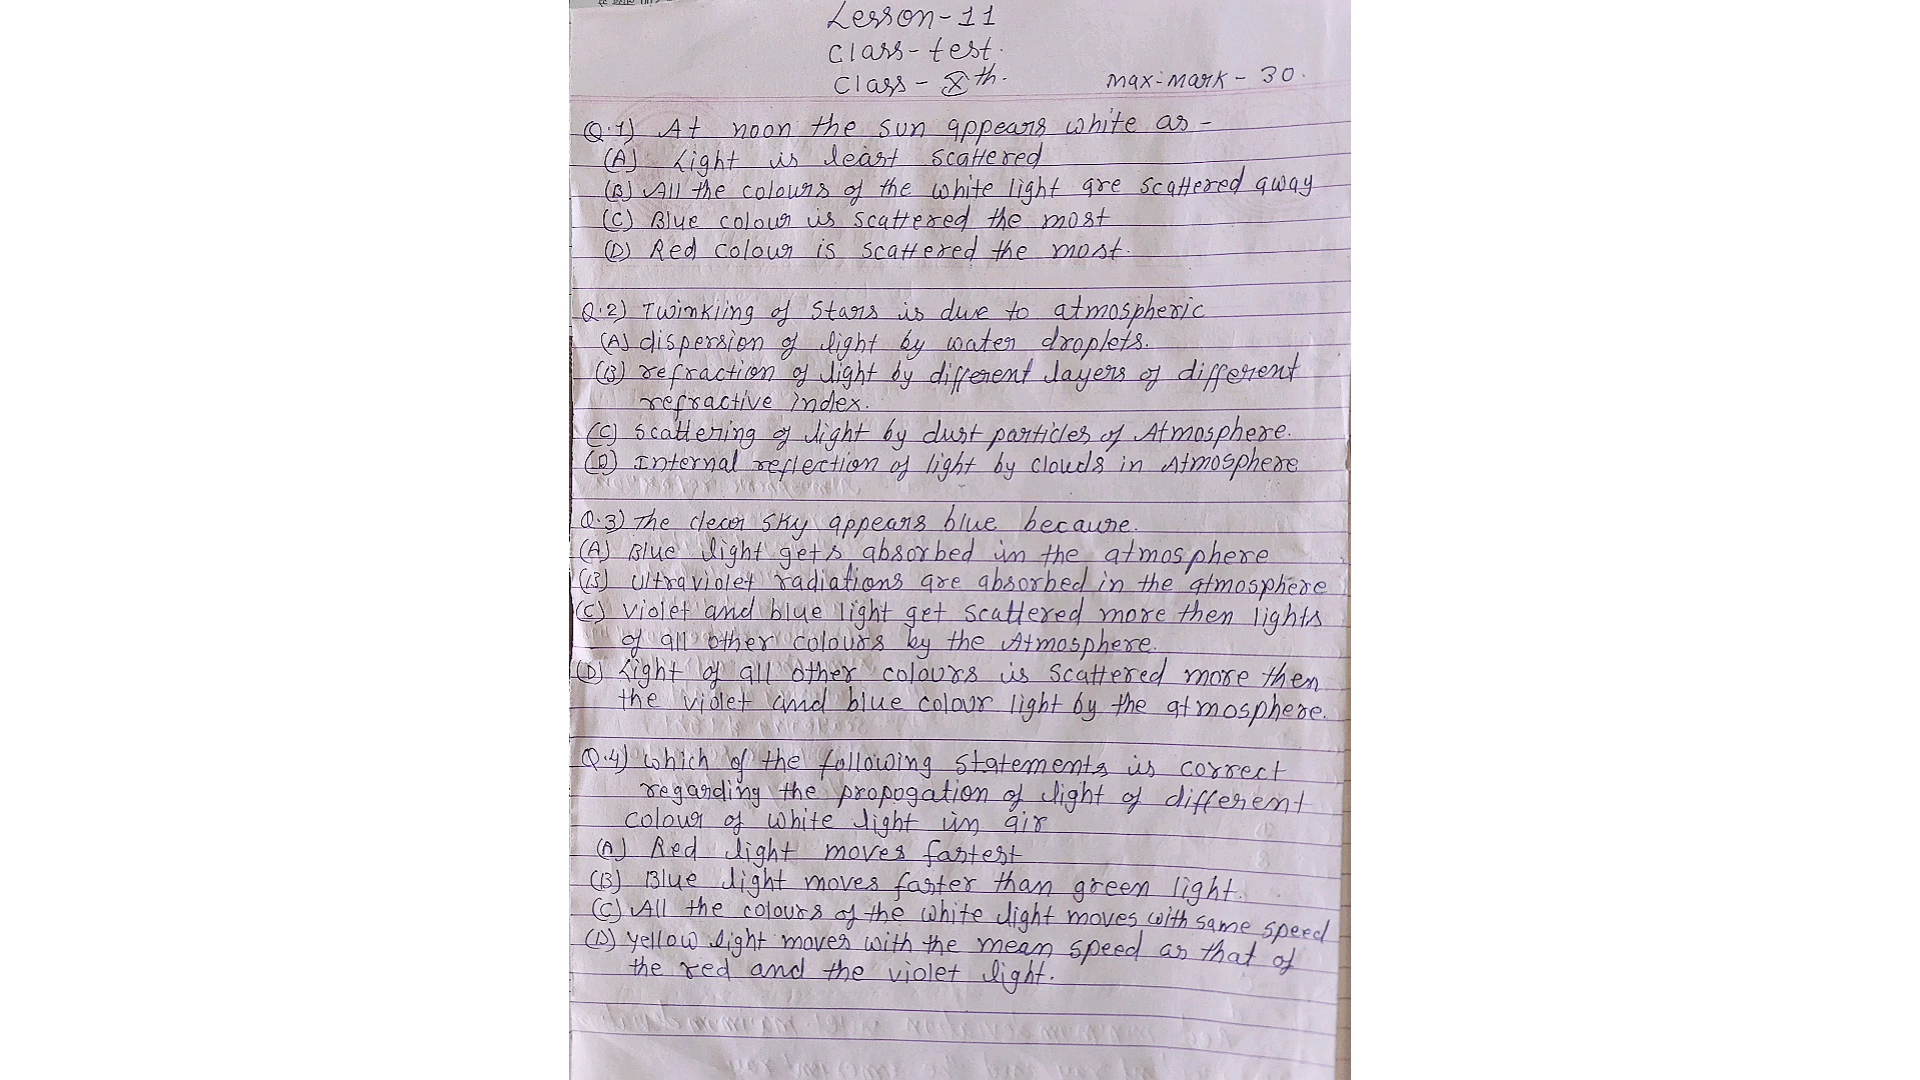 Lesson-11
Class-test.
Class-Xth.
Max-Mark-30.
Q.1) At noon the sun appears white as-
(A) Light is least scattered
(B) All the colours of the white light are scattered away
(C) Blue colour is scattered the most
(D) Red colour is scattered the most.
Q.2) Twinkiing of Stars is due to atmospheric
(A) dispersion of light by water droplets.
(B) refraction of light by different layers of different
refractive index.
(C) scattering of light by dust particles of Atmosphere.
(D) Internal reflection of light by clouds in Atmosphere
Q.3) The clear sky appears blue because.
(A) Blue light gets absorbed in the atmosphere
(B) Ultraviolet radiations are absorbed in the atmosphere
(C) Violet and blue light get scattered more then lights
of all other colours by the Atmosphere.
(D) Light of all other colours is scattered more then
the violet and blue colour light by the atmosphere.
Q.4) which of the following statements is correct
regarding the propogation of light of different
colour of white light in air
(A) Red light moves fastest
(B) Blue light moves faster than green light.
(C) All the colours of the white light moves with same speed
(D) yellow light moves with the mean speed as that of
the red and the violet light.